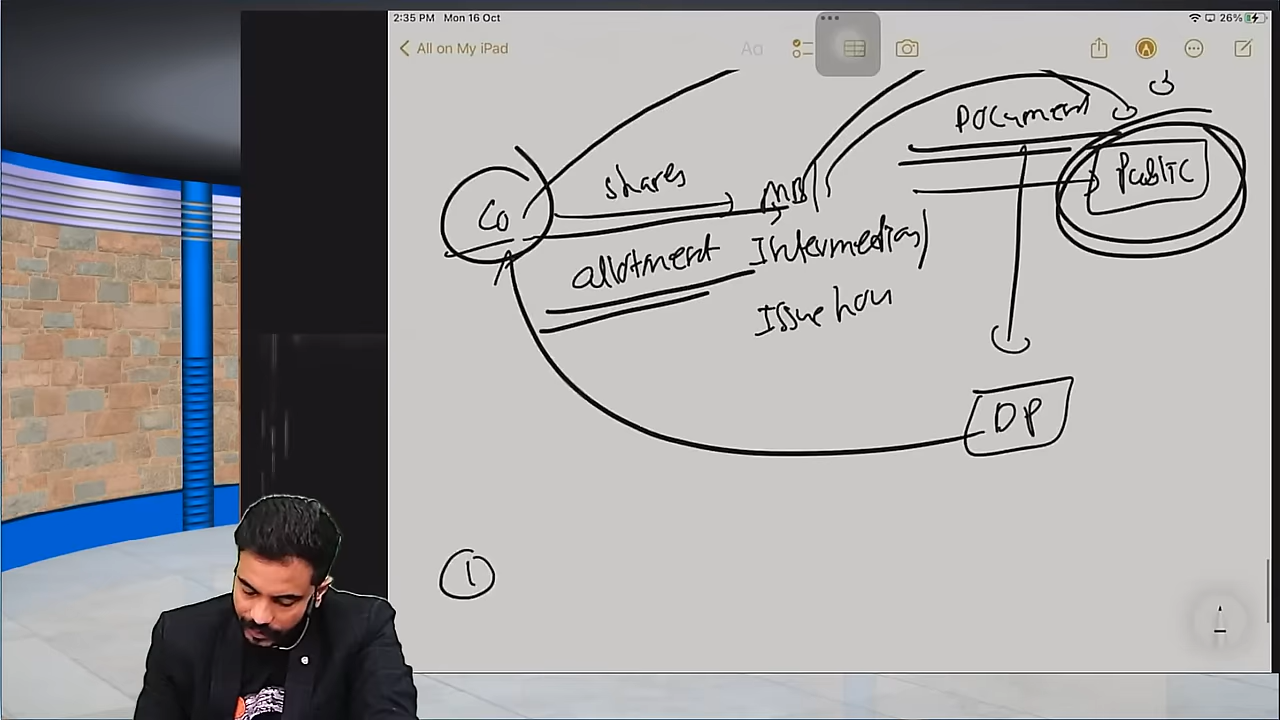 2:35 PM Mon 16 Oct
26%
All on My iPad
Aa
Document
Public
shares
Co
MB
allotment
Intermediary
Issue hou
DP
1